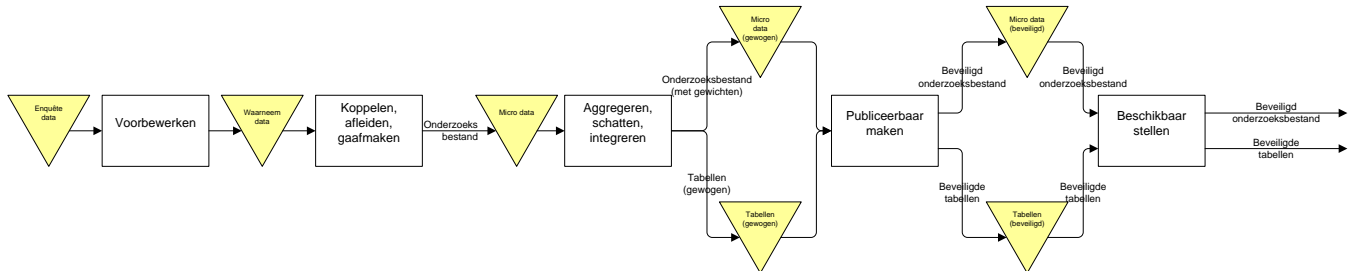 Enquête
data
Voorbewerken
Waarneem
data
Koppelen,
afleiden,
gaafmaken
Onderzoeks
bestand
Micro data
Aggregeren,
schatten,
integreren
Onderzoeksbestand
(met gewichten)
Micro
data
(gewogen)
Tabellen
(gewogen)
Tabellen
(gewogen)
Publiceerbaar
maken
Beveiligd
onderzoeksbestand
Micro data
(beveiligd)
Beveiligd
onderzoeksbestand
Beveiligde
tabellen
Tabellen
(beveiligd)
Beveiligde
tabellen
Beschikbaar
stellen
Beveiligd
onderzoeksbestand
Beveiligde
tabellen